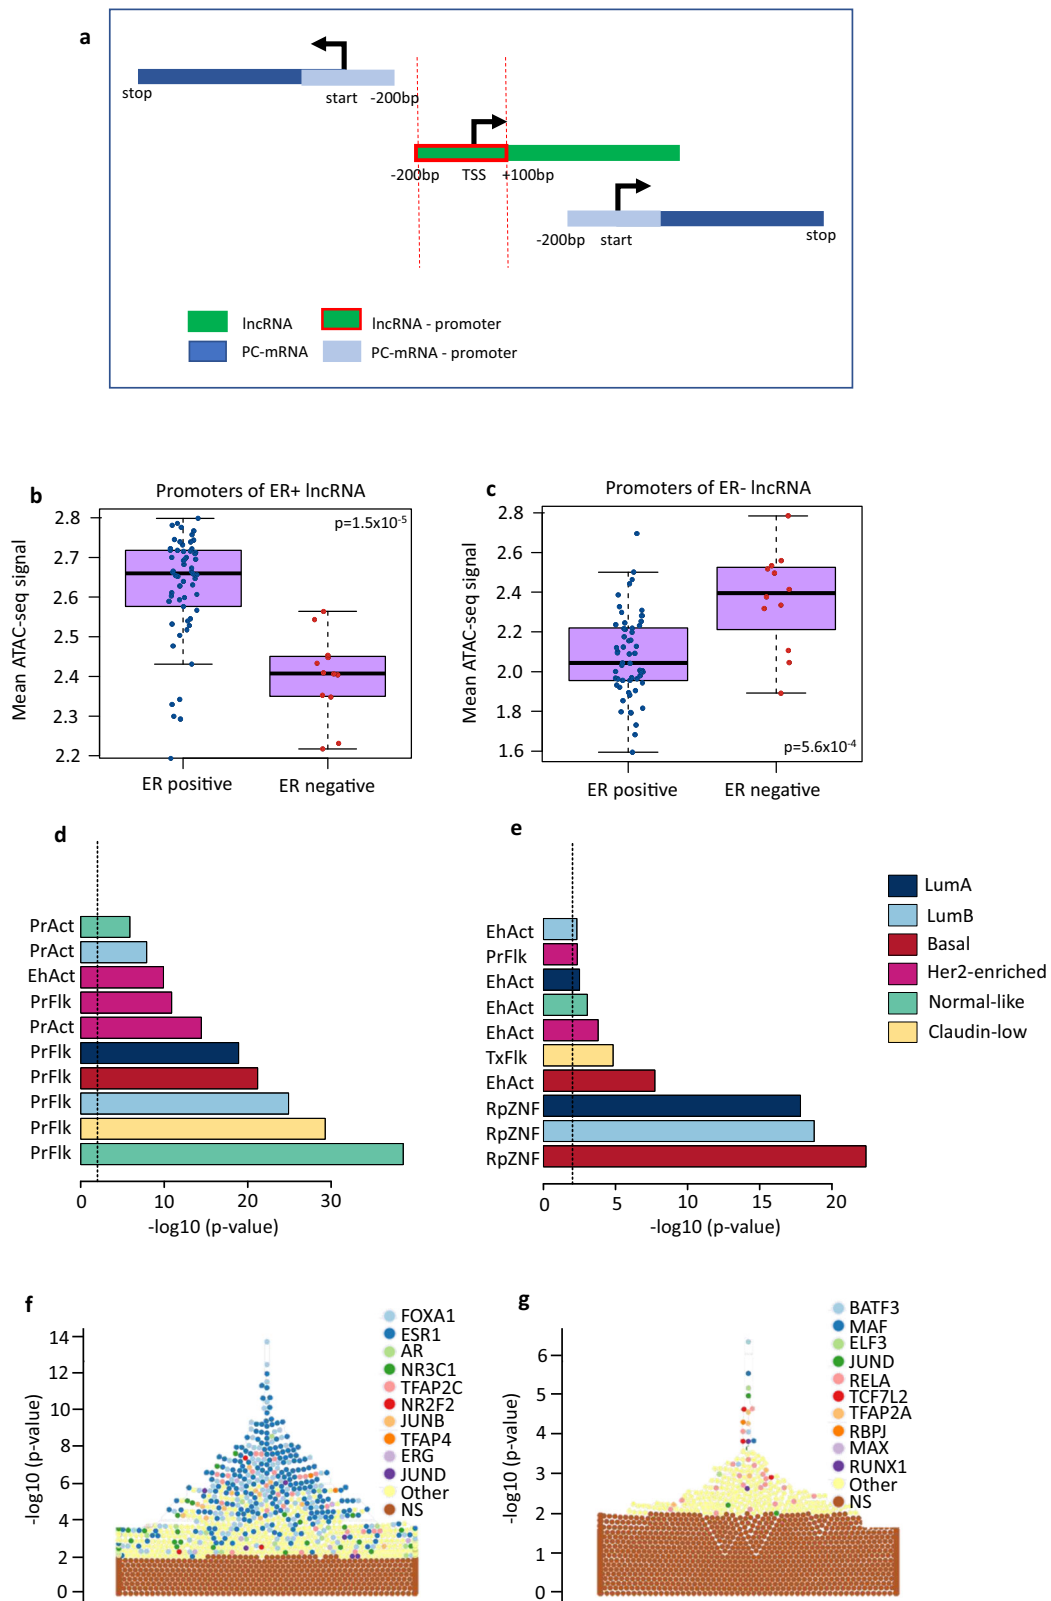 a
stop
start
-200bp
-200bp
TSS
+100bp
-200bp
start
stop
lncRNA
lncRNA - promoter
PC-mRNA
PC-mRNA - promoter
b
Promoters of ER+ lncRNA
p=1.5x10-5
Mean ATAC-seq signal
2.8
2.7
2.6
2.5
2.4
2.3
2.2
ER positive
ER negative
c
Promoters of ER- lncRNA
Mean ATAC-seq signal
2.8
2.6
2.4
2.2
2.0
1.8
1.6
p=5.6x10-4
ER positive
ER negative
d
PrAct
PrAct
EhAct
PrFlk
PrAct
PrFlk
PrFlk
PrFlk
PrFlk
PrFlk
0
10
20
30
-log10 (p-value)
e
EhAct
PrFlk
EhAct
EhAct
EhAct
TxFlk
EhAct
RpZNF
RpZNF
RpZNF
0
5
10
15
20
-log10 (p-value)
LumA
LumB
Basal
Her2-enriched
Normal-like
Claudin-low
f
-log10 (p-value)
14
12
10
8
6
4
2
0
FOXA1
ESR1
AR
NR3C1
TFAP2C
NR2F2
JUNB
TFAP4
ERG
JUND
Other
NS
g
-log10 (p-value)
6
5
4
3
2
1
0
BATF3
MAF
ELF3
JUND
RELA
TCF7L2
TFAP2A
RBPJ
MAX
RUNX1
Other
NS